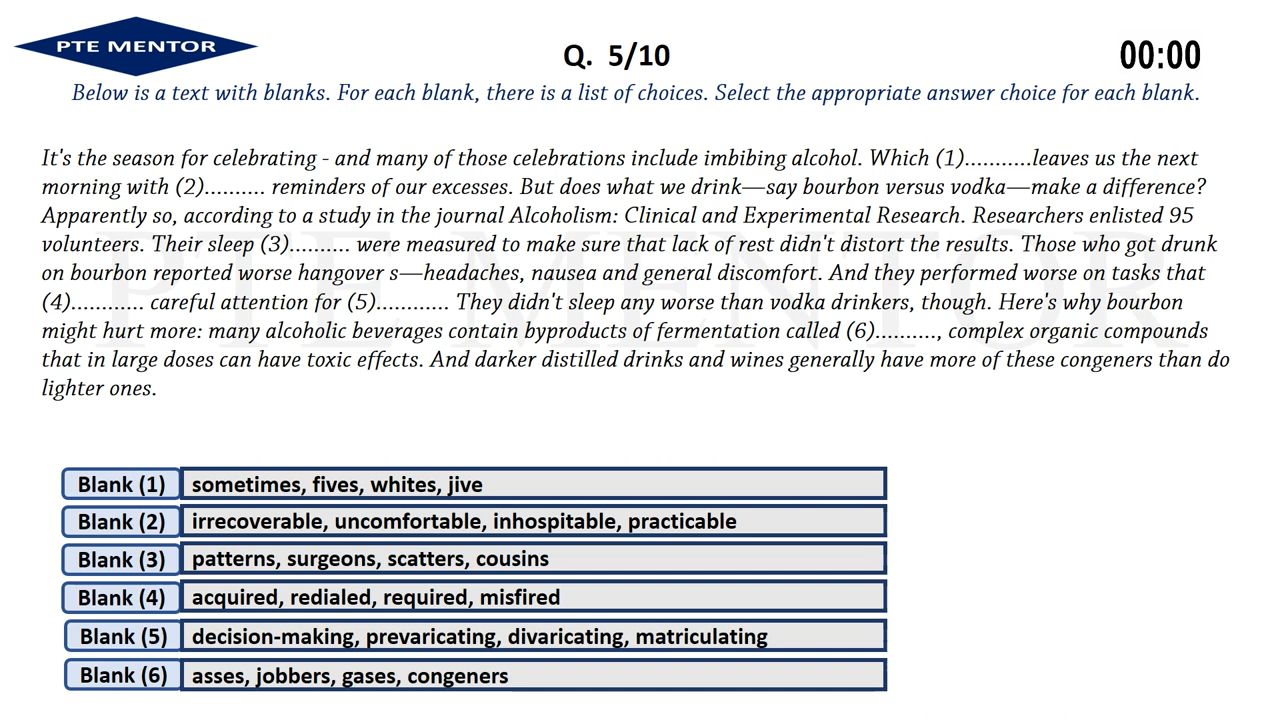 PTE MENTOR
Q. 5/10
00:00
Below is a text with blanks. For each blank, there is a list of choices. Select the appropriate answer choice for each blank.
It's the season for celebrating - and many of those celebrations include imbibing alcohol. Which (1)...........leaves us the next
morning with (2).......... reminders of our excesses. But does what we drink—say bourbon versus vodka—make a difference?
Apparently so, according to a study in the journal Alcoholism: Clinical and Experimental Research. Researchers enlisted 95
volunteers. Their sleep (3).......... were measured to make sure that lack of rest didn't distort the results. Those who got drunk
on bourbon reported worse hangover s—headaches, nausea and general discomfort. And they performed worse on tasks that
(4)............ careful attention for (5)............ They didn't sleep any worse than vodka drinkers, though. Here's why bourbon
might hurt more: many alcoholic beverages contain byproducts of fermentation called (6).........., complex organic compounds
that in large doses can have toxic effects. And darker distilled drinks and wines generally have more of these congeners than do
lighter ones.
PTE MENTOR
Blank (1) sometimes, fives, whites, jive
Blank (2) irrecoverable, uncomfortable, inhospitable, practicable
Blank (3) patterns, surgeons, scatters, cousins
Blank (4) acquired, redialed, required, misfired
Blank (5) decision-making, prevaricating, divaricating, matriculating
Blank (6) asses, jobbers, gases, congeners